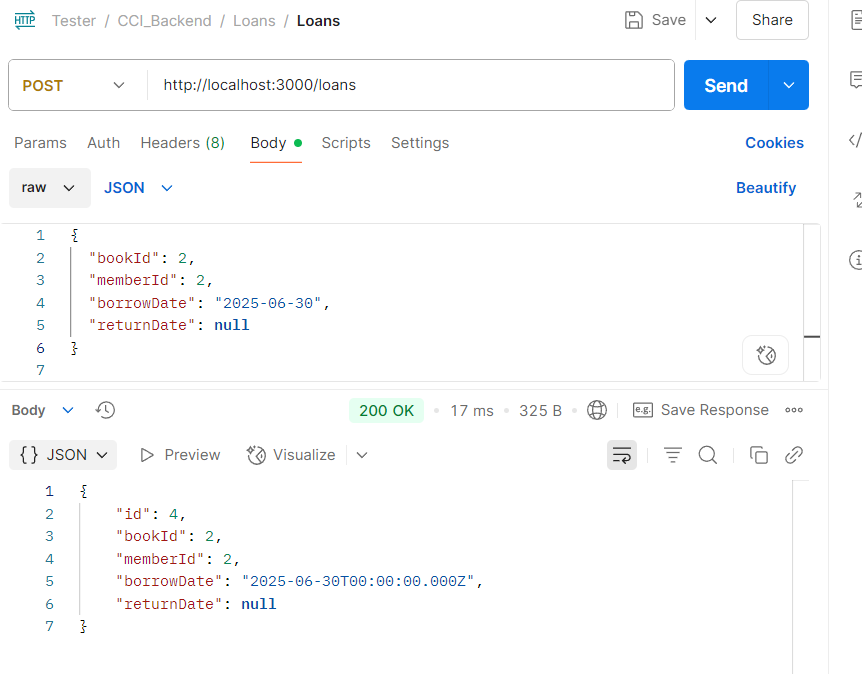 HTTP Tester / CCI_Backend / Loans / Loans Save Share
POST http://localhost:3000/loans Send
Params Auth Headers (8) Body Scripts Settings Cookies
raw JSON Beautify
1 {
2 "bookId": 2,
3 "memberId": 2,
4 "borrowDate": "2025-06-30",
5 "returnDate": null
6 }
7
Body 200 OK 17 ms 325 B e.g. Save Response
{} JSON Preview Visualize
1 {
2 "id": 4,
3 "bookId": 2,
4 "memberId": 2,
5 "borrowDate": "2025-06-30T00:00:00.000Z",
6 "returnDate": null
7 }